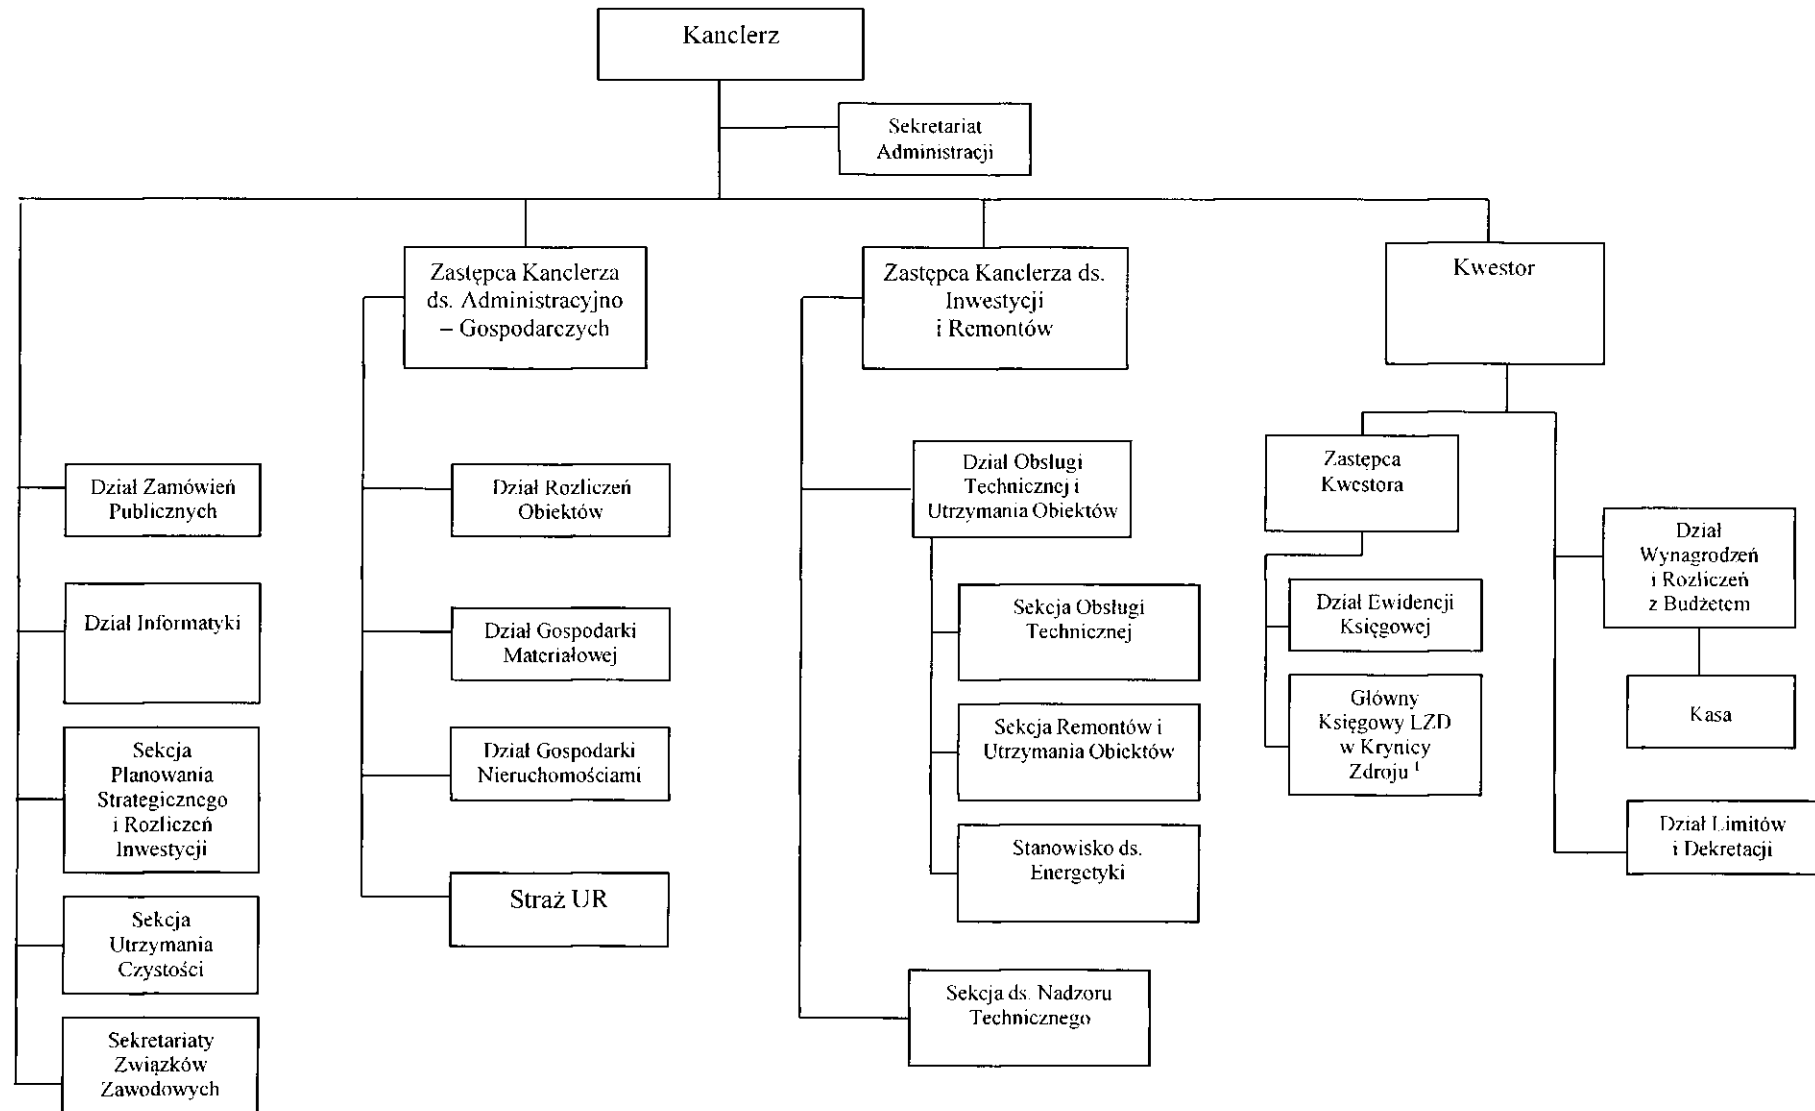 Kanclerz
Sekretariat
Administracji
Zastępca Kanclerza
ds. Administracyjno
– Gospodarczych
Zastępca Kanclerza ds.
Inwestycji
i Remontów
Kwestor
Dział Zamówień
Publicznych
Dział Informatyki
Sekcja
Planowania
Strategicznego
i Rozliczeń
Inwestycji
Sekcja
Utrzymania
Czystości
Sekretariaty
Związków
Zawodowych
Dział Rozliczeń
Obiektów
Dział Gospodarki
Materiałowej
Dział Gospodarki
Nieruchomościami
Straż UR
Dział Obsługi
Technicznej i
Utrzymania Obiektów
Sekcja Obsługi
Technicznej
Sekcja Remontów i
Utrzymania Obiektów
Stanowisko ds.
Energetyki
Sekcja ds. Nadzoru
Technicznego
Zastępca
Kwestora
Dział Ewidencji
Księgowej
Główny
Księgowy LZD
w Krynicy
Zdroju ¹
Dział
Wynagrodzeń
i Rozliczeń
z Budżetem
Kasa
Dział Limitów
i Dekretacji